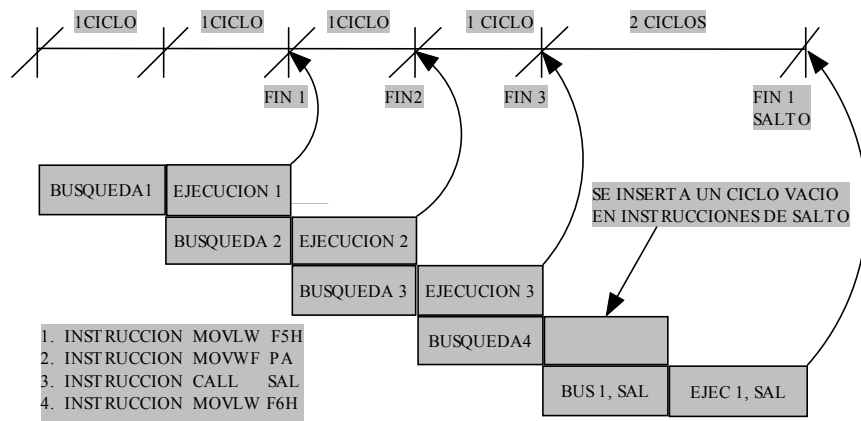 1CICLO 1CICLO 1CICLO 1 CICLO 2 CICLOS
FIN 1 FIN2 FIN 3 FIN 1
SALTO
BUSQUEDA1 EJECUCION 1
SE INSERTA UN CICLO VACIO
EN INSTRUCCIONES DE SALTO
BUSQUEDA 2 EJECUCION 2
BUSQUEDA 3 EJECUCION 3
BUSQUEDA4
1. INSTRUCCION MOVLW F5H
2. INSTRUCCION MOVWF PA
3. INSTRUCCION CALL SAL
4. INSTRUCCION MOVLW F6H
BUS 1, SAL EJEC 1, SAL